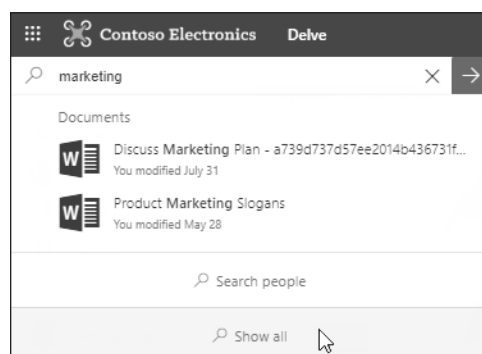 Contoso Electronics Delve
marketing
Documents
Discuss Marketing Plan - a739d737d57ee2014b436731f...
You modified July 31
Product Marketing Slogans
You modified May 28
Search people
Show all